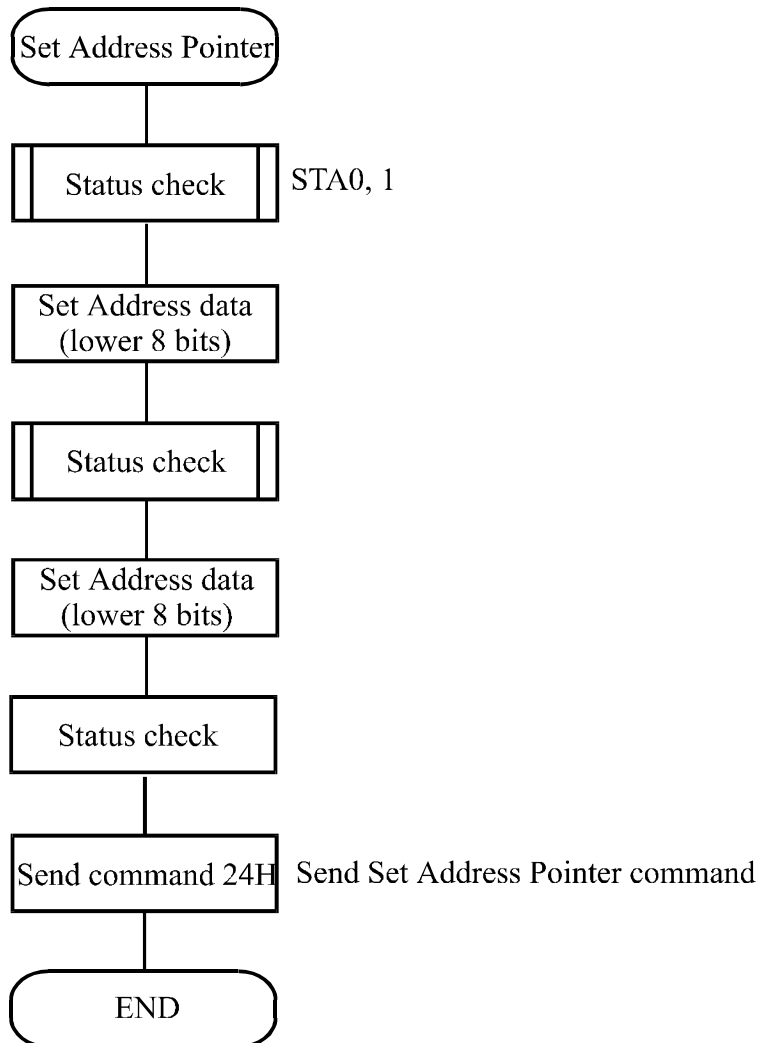 Set Address Pointer
Status check
STA0, 1
Set Address data
(lower 8 bits)
Status check
Set Address data
(lower 8 bits)
Status check
Send command 24H
Send Set Address Pointer command
END